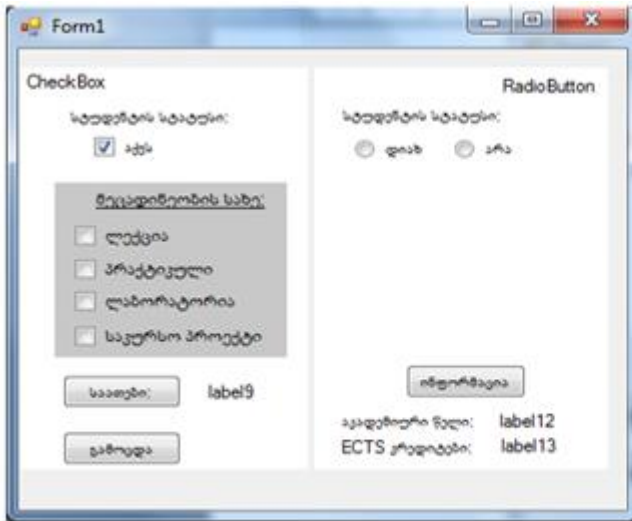 Form1
CheckBox
სტუდენტის სტატუსი:
აქვს
მეცადინეობის სახე:
ლექცია
პრაქტიკული
ლაბორატორია
საკურსო პროექტი
საათები:
label9
გამოცდა
RadioButton
სტუდენტის სტატუსი:
დიახ
არა
ინფორმაცია
აკადემიური წელი:
label12
ECTS კრედიტები:
label13